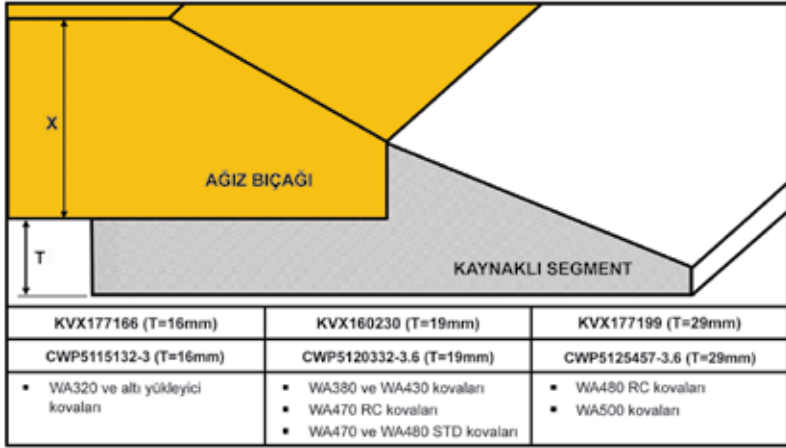 X
AĞIZ BIÇAĞI
T
KAYNAKLI SEGMENT
KVX177166 (T=16mm)
KVX160230 (T=19mm)
KVX177199 (T=29mm)
CWP5115132-3 (T=16mm)
CWP5120332-3.6 (T=19mm)
CWP5125457-3.6 (T=29mm)
▪ WA320 ve altı yükleyici
kovaları
▪ WA380 ve WA430 kovaları
▪ WA470 RC kovaları
▪ WA470 ve WA480 STD kovaları
▪ WA480 RC kovaları
▪ WA500 kovaları